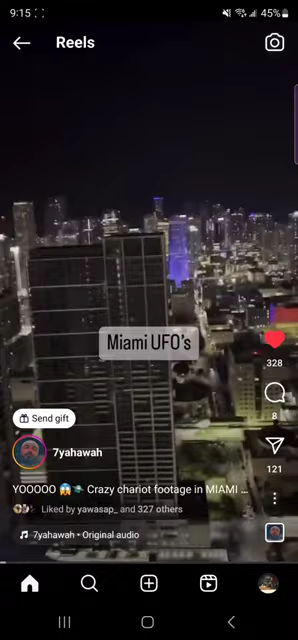 9:15
45%
Reels
Miami UFO's
328
Send gift
8
7yahawah
121
YOOOOO 😱🪐 Crazy chariot footage in MIAMI ...
Liked by yawasap_ and 327 others
7yahawah • Original audio